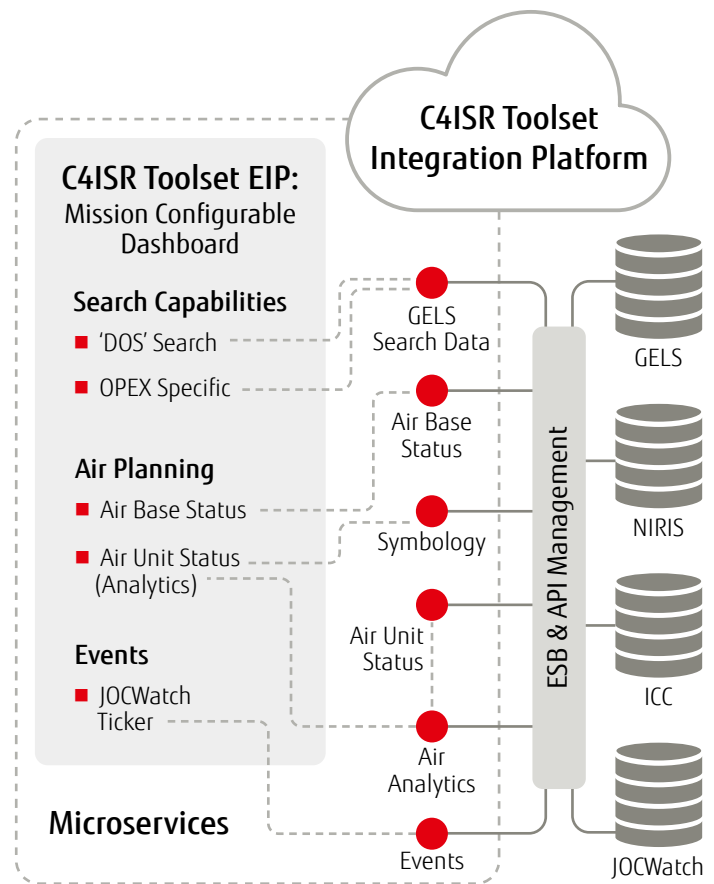 C4ISR Toolset
Integration Platform
C4ISR Toolset EIP:
Mission Configurable
Dashboard
Search Capabilities
‘DOS’ Search
OPEX Specific
Air Planning
Air Base Status
Air Unit Status
(Analytics)
Events
JOCWatch
Ticker
Microservices
GELS
Search Data
Air Base
Status
Symbology
Air Unit
Status
Air
Analytics
Events
ESB & API Management
GELS
NIRIS
ICC
JOCWatch